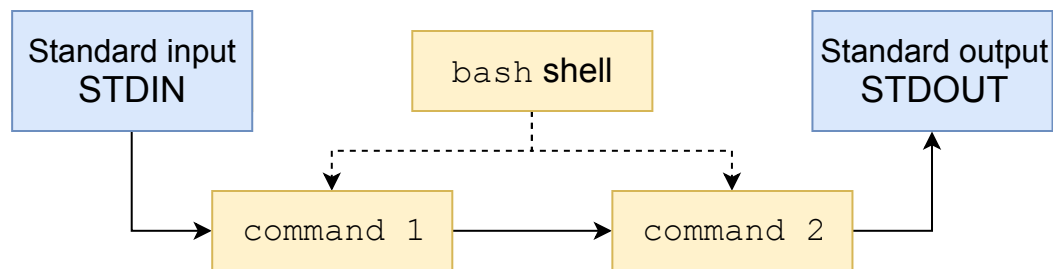 Standard input
STDIN
bash shell
Standard output
STDOUT
command 1
command 2